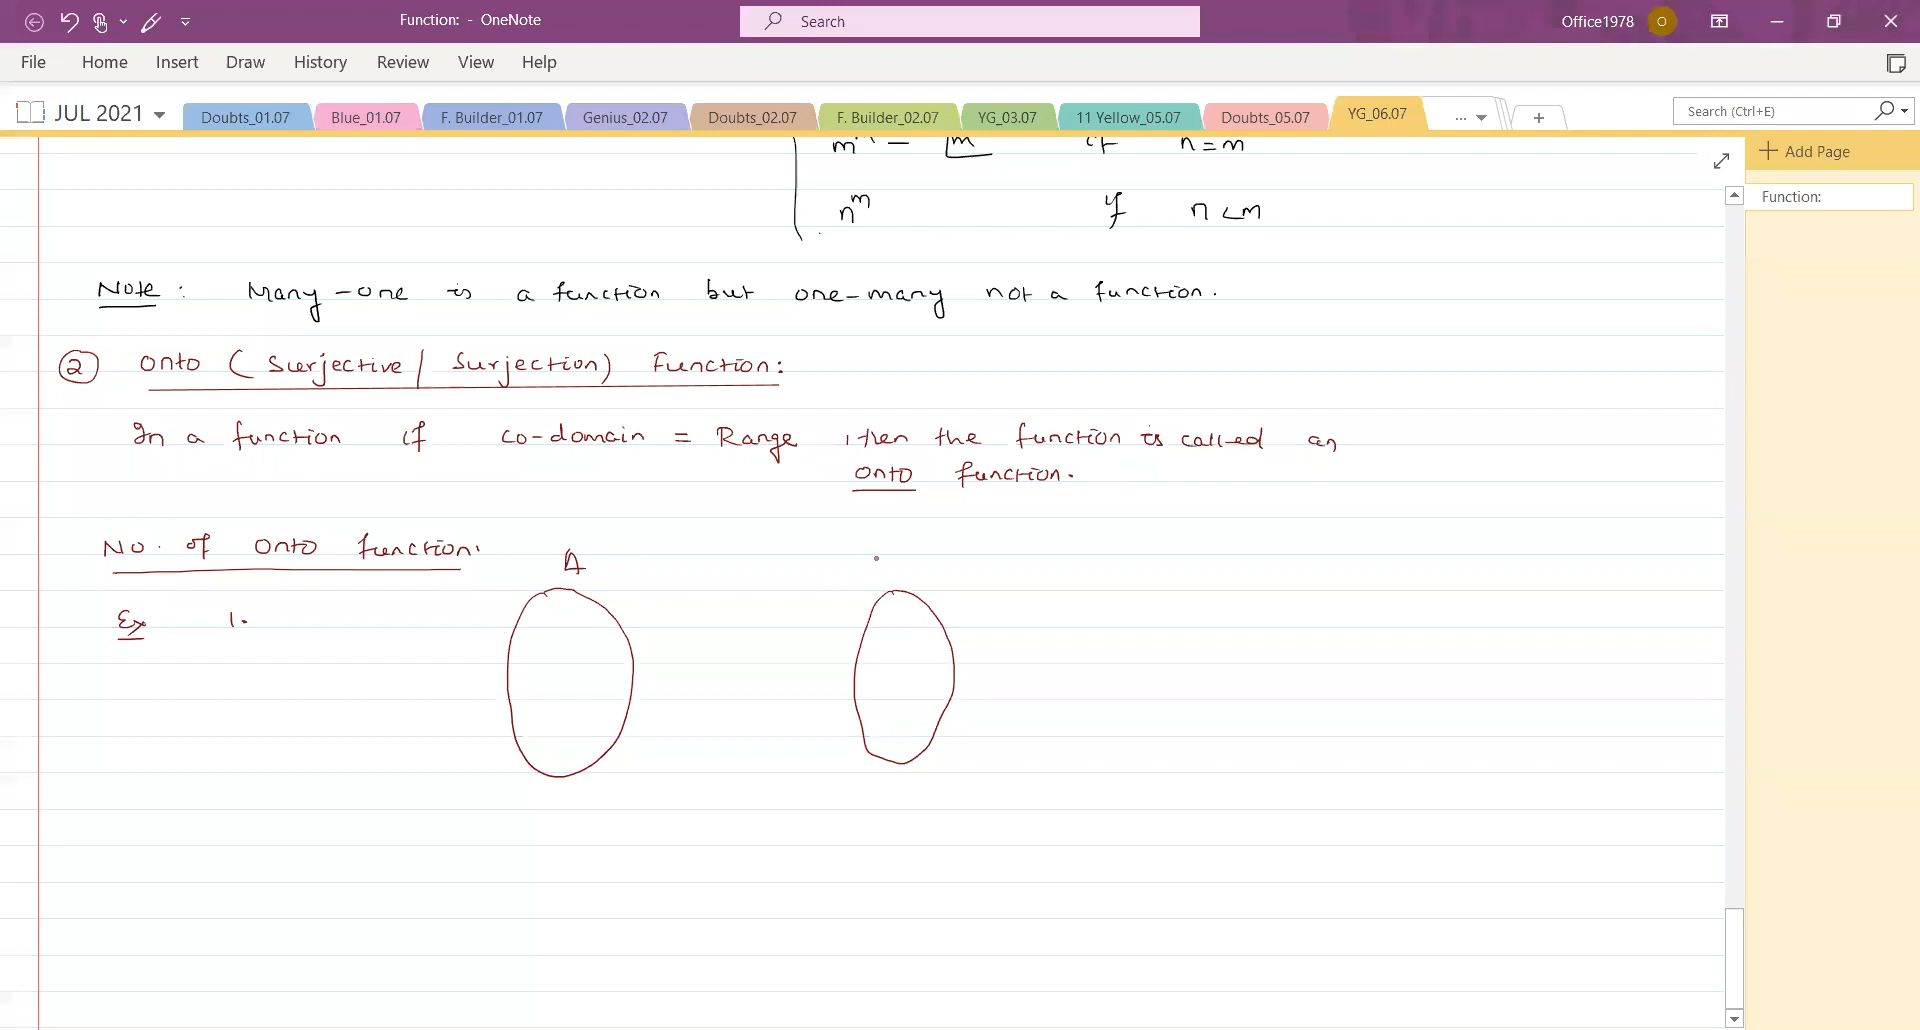 Function: - OneNote
Search
Office1978
O
File Home Insert Draw History Review View Help
JUL 2021
Doubts_01.07 Blue_01.07 F. Builder_01.07 Genius_02.07 Doubts_02.07 F. Builder_02.07 YG_03.07 11 Yellow_05.07 Doubts_05.07 YG_06.07 ... +
Search (Ctrl+E)
Add Page
Function:
if n = m
n^m if n < m
Note : Many-one is a function but one-many not a function.
② onto ( Surjective / Surjection) Function:
In a function if co-domain = Range then the function is called an
onto function.
No. of onto function.
A
Ex 1.